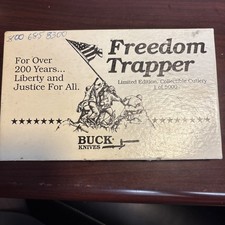 For Over
200 Years...
Liberty and
Justice For All.
Freedom
Trapper
Limited Edition, Collectible Cutlery
BUCK
KNIVES